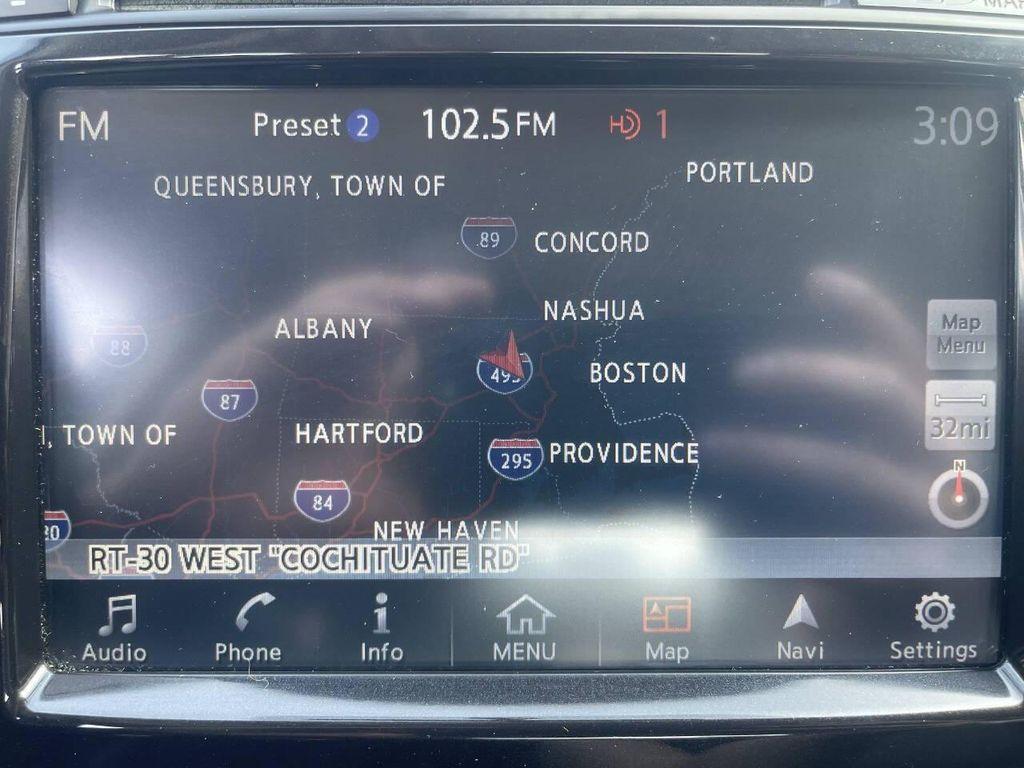 FM Preset 2 102.5 FM HD 1 3:09
QUEENSBURY, TOWN OF
PORTLAND
89 CONCORD
NASHUA
ALBANY
Map
Menu
88
495
BOSTON
87
32mi
TOWN OF
HARTFORD
295 PROVIDENCE
N
84
NEW HAVEN
RT-30 WEST "COCHITUATE RD"
Audio Phone Info MENU Map Navi Settings